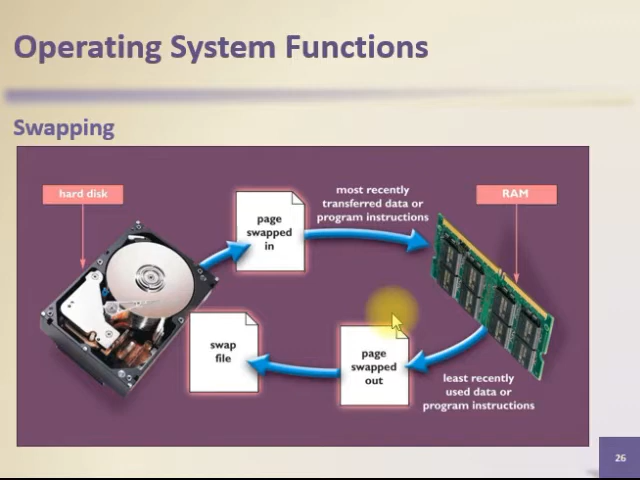 Operating System Functions
Swapping
hard disk
page
swapped
in
most recently
transferred data or
program instructions
RAM
swap
file
page
swapped
out
least recently
used data or
program instructions
26